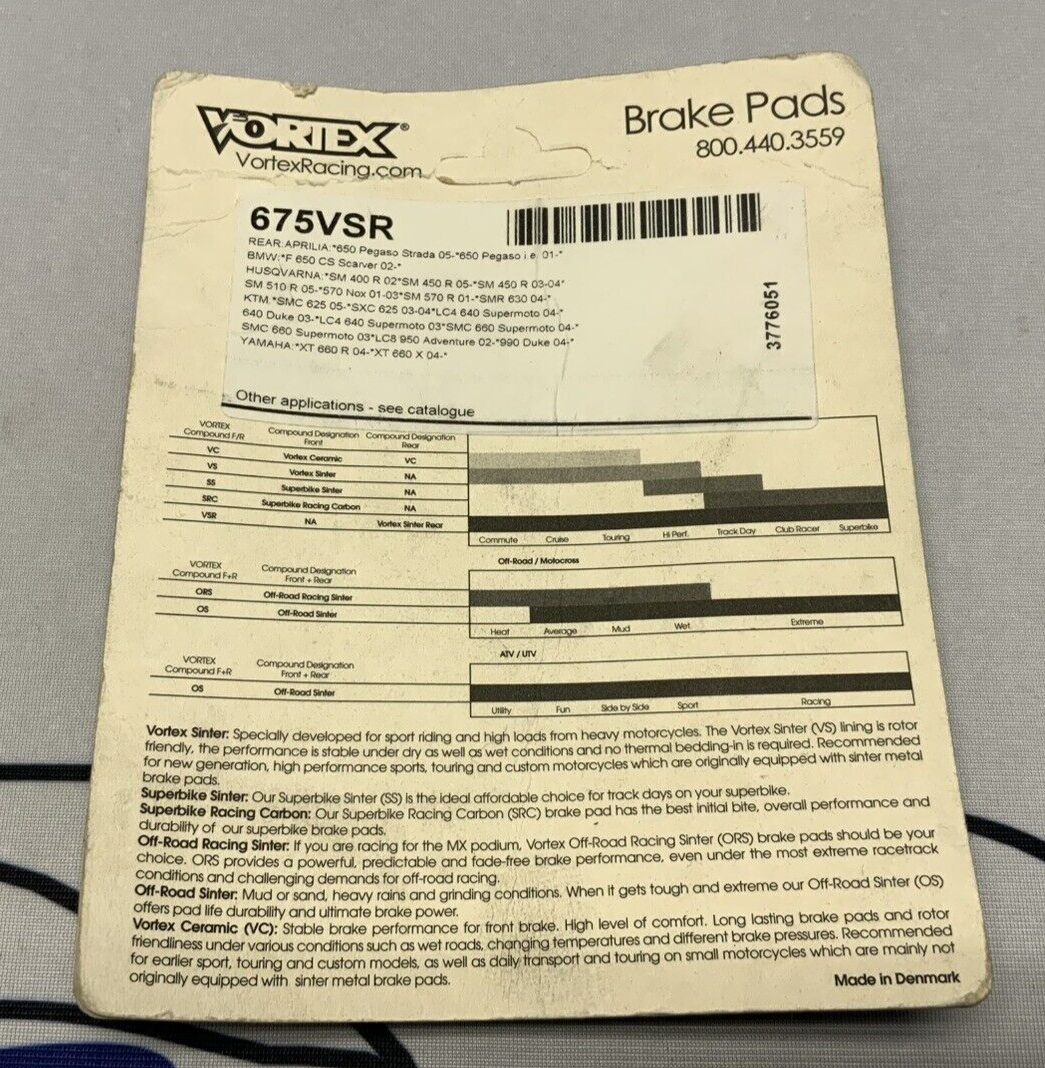 VORTEX®
VortexRacing.com
Brake Pads
800.440.3559
675VSR
REAR:APRILIA:*650 Pegaso Strada 05-*650 Pegaso i.e. 01-*
BMW:*F 650 CS Scarver 02-*
HUSQVARNA:*SM 400 R 02*SM 450 R 05-*SM 450 R 03-04*
SM 510 R 05-*570 Nox 01-03*SM 570 R 01-*SMR 630 04-*
KTM:*SMC 625 05-*SXC 625 03-04*LC4 640 Supermoto 04-*
640 Duke 03-*LC4 640 Supermoto 03*SMC 660 Supermoto 04-*
SMC 660 Supermoto 03*LC8 950 Adventure 02-*990 Duke 04-*
YAMAHA:*XT 660 R 04-*XT 660 X 04-*
3776051
Other applications - see catalogue
VORTEX Compound F/R Compound Designation Front Compound Designation Rear
VC Vortex Ceramic VC
VS Vortex Sinter NA
SS Superbike Sinter NA
SRC Superbike Racing Carbon NA
VSR NA Vortex Sinter Rear
Commute Cruise Touring Hi Perf. Track Day Club Racer Superbike
Off-Road / Motocross
VORTEX Compound F+R Compound Designation Front + Rear
ORS Off-Road Racing Sinter
OS Off-Road Sinter
Heat Average Mud Wet Extreme
ATV / UTV
VORTEX Compound F+R Compound Designation Front + Rear
OS Off-Road Sinter
Utility Fun Side by Side Sport Racing
Vortex Sinter: Specially developed for sport riding and high loads from heavy motorcycles. The Vortex Sinter (VS) lining is rotor
friendly, the performance is stable under dry as well as wet conditions and no thermal bedding-in is required. Recommended
for new generation, high performance sports, touring and custom motorcycles which are originally equipped with sinter metal
brake pads.
Superbike Sinter: Our Superbike Sinter (SS) is the ideal affordable choice for track days on your superbike.
Superbike Racing Carbon: Our Superbike Racing Carbon (SRC) brake pad has the best initial bite, overall performance and
durability of our superbike brake pads.
Off-Road Racing Sinter: If you are racing for the MX podium, Vortex Off-Road Racing Sinter (ORS) brake pads should be your
choice. ORS provides a powerful, predictable and fade-free brake performance, even under the most extreme racetrack
conditions and challenging demands for off-road racing.
Off-Road Sinter: Mud or sand, heavy rains and grinding conditions. When it gets tough and extreme our Off-Road Sinter (OS)
offers pad life durability and ultimate brake power.
Vortex Ceramic (VC): Stable brake performance for front brake. High level of comfort. Long lasting brake pads and rotor
friendliness under various conditions such as wet roads, changing temperatures and different brake pressures. Recommended
for earlier sport, touring and custom models, as well as daily transport and touring on small motorcycles which are mainly not
originally equipped with sinter metal brake pads.
Made in Denmark